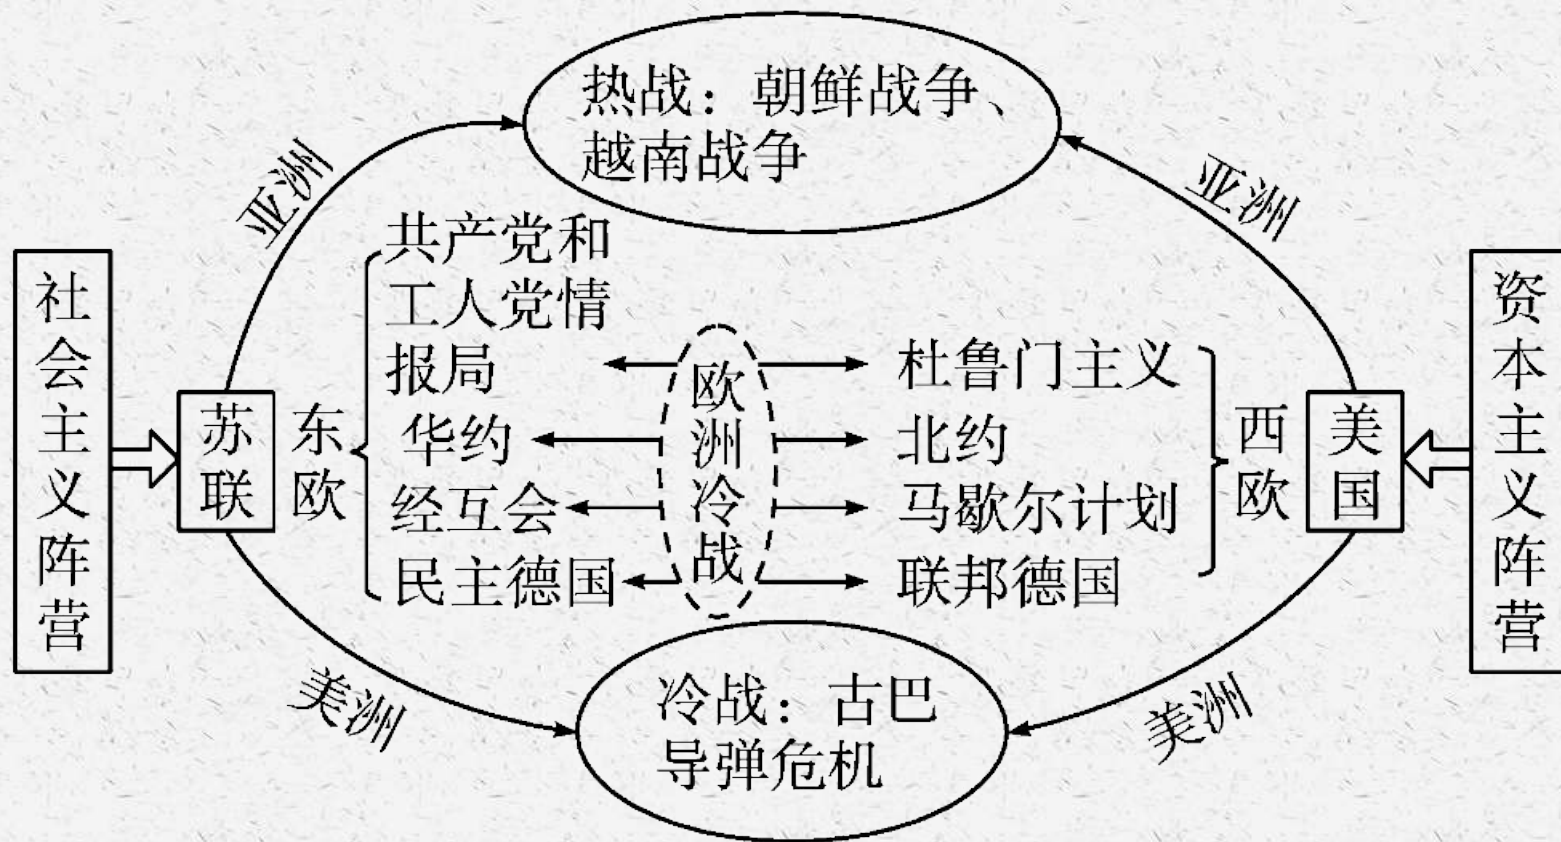 热战：朝鲜战争、
越南战争
亚洲
亚洲
社会主义阵营
苏联
东欧
共产党和
工人党情
报局
华约
经互会
民主德国
欧洲冷战
杜鲁门主义
北约
马歇尔计划
联邦德国
西欧
美国
资本主义阵营
美洲
美洲
冷战：古巴
导弹危机